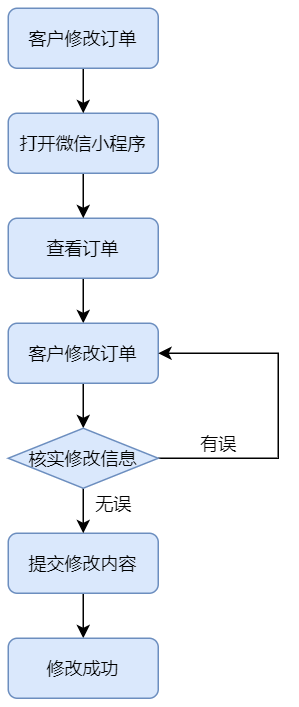 客户修改订单
打开微信小程序
查看订单
客户修改订单
核实修改信息
有误
无误
提交修改内容
修改成功